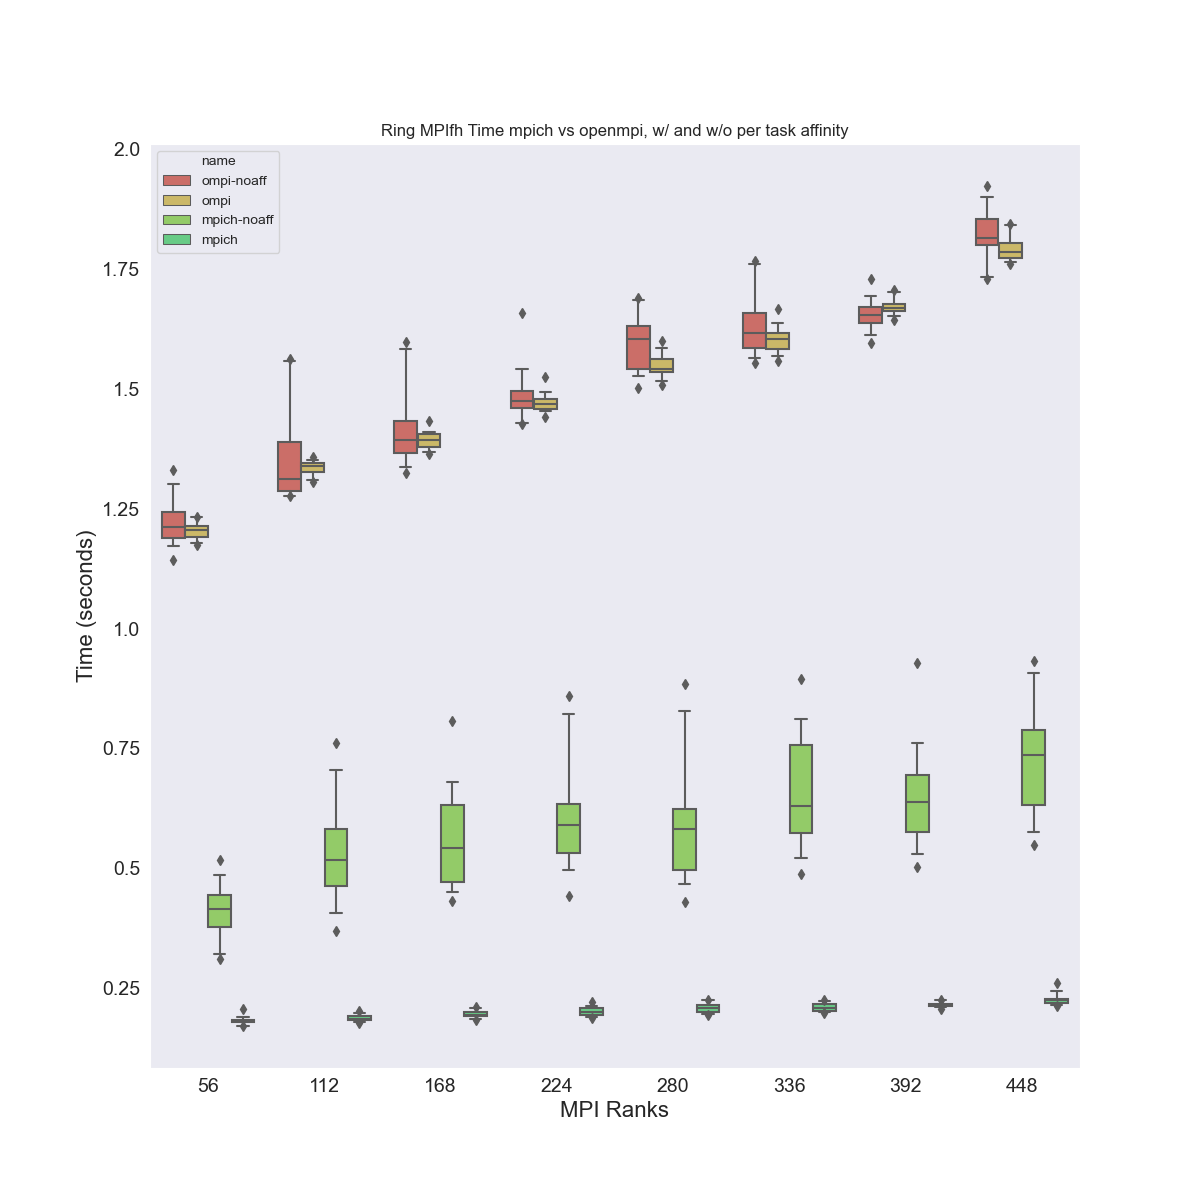 Ring MPIfh Time mpich vs openmpi, w/ and w/o per task affinity
name
ompi-noaff
ompi
mpich-noaff
mpich
2.0
1.75
1.5
1.25
1.0
0.75
0.5
0.25
Time (seconds)
56 112 168 224 280 336 392 448
MPI Ranks